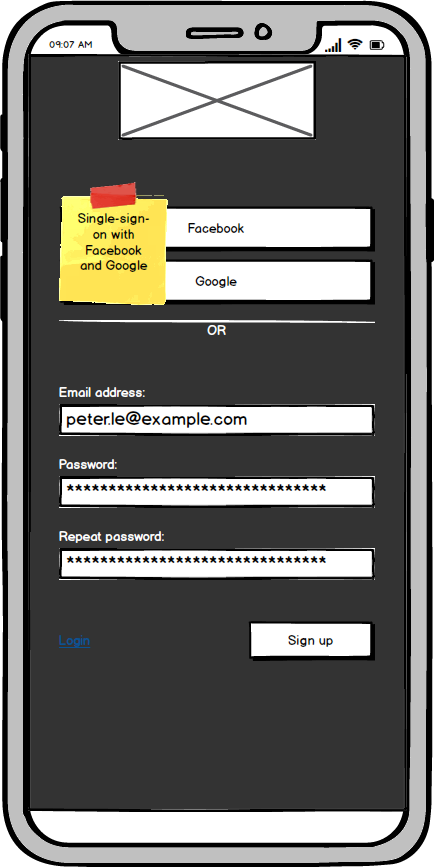 09:07 AM
Single-sign-
on with
Facebook
and Google
Facebook
Google
OR
Email address:
peter.le@example.com
Password:
********************************
Repeat password:
********************************
Login
Sign up